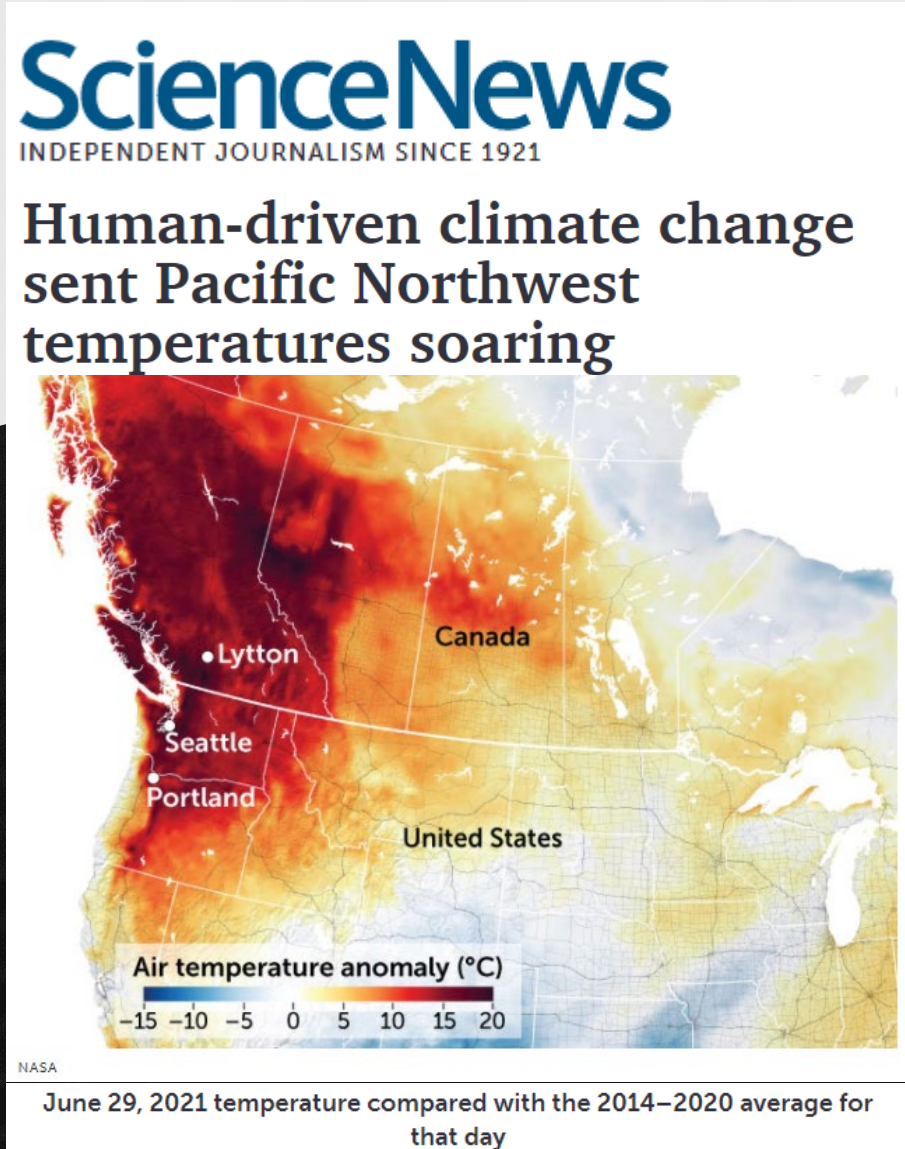 ScienceNews
INDEPENDENT JOURNALISM SINCE 1921
Human-driven climate change
sent Pacific Northwest
temperatures soaring
Canada
Lytton
Seattle
Portland
United States
Air temperature anomaly (°C)
−15 −10 −5 0 5 10 15 20
NASA
June 29, 2021 temperature compared with the 2014–2020 average for
that day